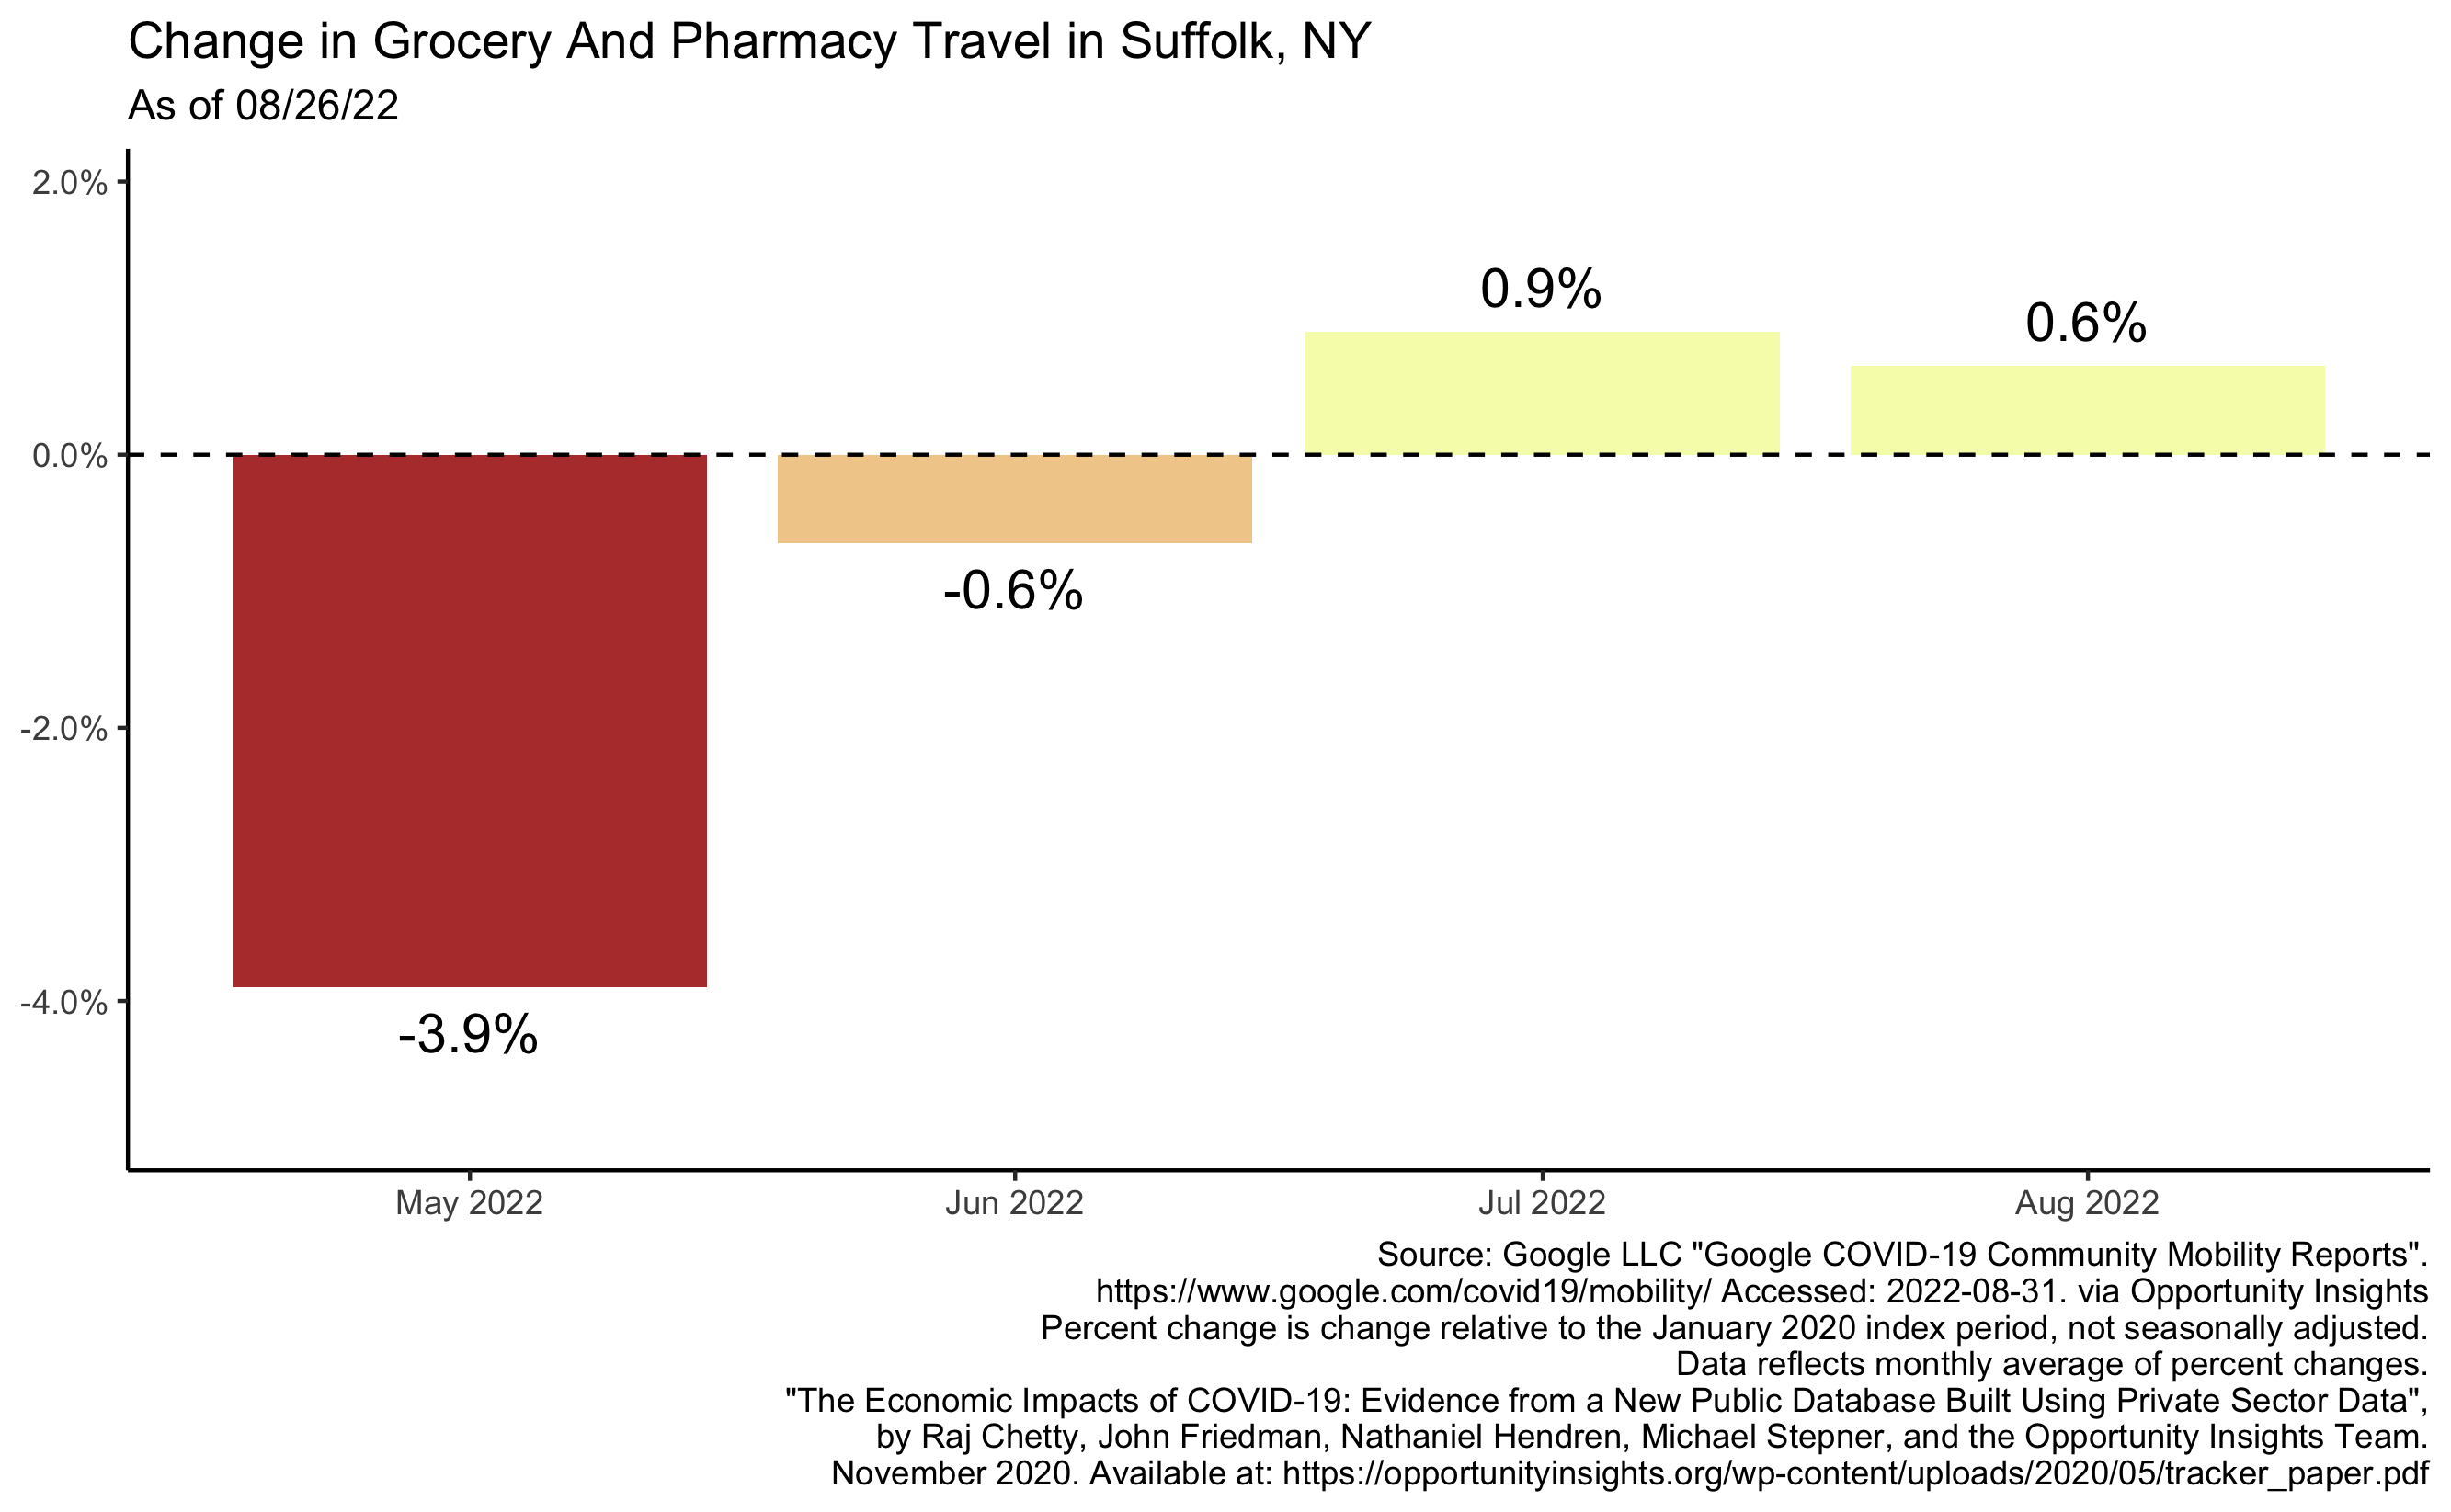 Change in Grocery And Pharmacy Travel in Suffolk, NY
As of 08/26/22
2.0%
0.0%
-2.0%
-4.0%
-3.9%
-0.6%
0.9%
0.6%
May 2022
Jun 2022
Jul 2022
Aug 2022
Source: Google LLC "Google COVID-19 Community Mobility Reports".
https://www.google.com/covid19/mobility/ Accessed: 2022-08-31. via Opportunity Insights
Percent change is change relative to the January 2020 index period, not seasonally adjusted.
Data reflects monthly average of percent changes.
"The Economic Impacts of COVID-19: Evidence from a New Public Database Built Using Private Sector Data",
by Raj Chetty, John Friedman, Nathaniel Hendren, Michael Stepner, and the Opportunity Insights Team.
November 2020. Available at: https://opportunityinsights.org/wp-content/uploads/2020/05/tracker_paper.pdf